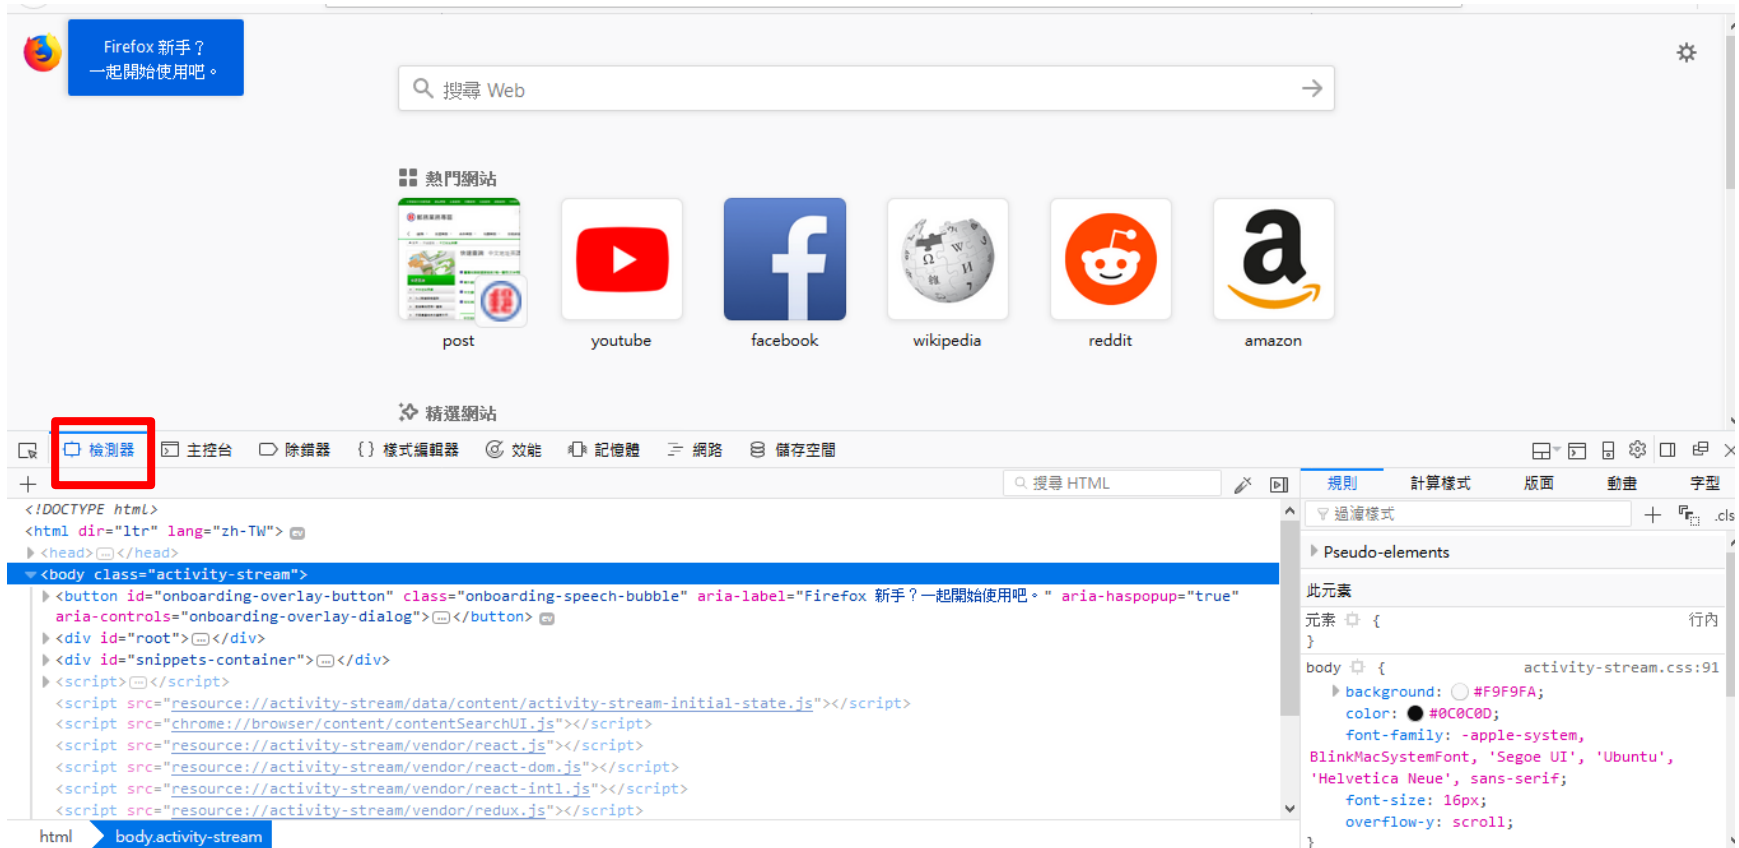 Firefox 新手？
一起開始使用吧。
搜尋 Web
熱門網站
post
youtube
facebook
wikipedia
reddit
amazon
精選網站
檢測器 主控台 除錯器 {} 樣式編輯器 效能 記憶體 網路 儲存空間
搜尋 HTML
<!DOCTYPE html>
<html dir="ltr" lang="zh-TW"> ev
<head>…</head>
<body class="activity-stream">
<button id="onboarding-overlay-button" class="onboarding-speech-bubble" aria-label="Firefox 新手？一起開始使用吧。" aria-haspopup="true"
aria-controls="onboarding-overlay-dialog">…</button> ev
<div id="root">…</div>
<div id="snippets-container">…</div>
<script>…</script>
<script src="resource://activity-stream/data/content/activity-stream-initial-state.js"></script>
<script src="chrome://browser/content/contentSearchUI.js"></script>
<script src="resource://activity-stream/vendor/react.js"></script>
<script src="resource://activity-stream/vendor/react-dom.js"></script>
<script src="resource://activity-stream/vendor/react-intl.js"></script>
<script src="resource://activity-stream/vendor/redux.js"></script>
html body.activity-stream
規則 計算樣式 版面 動畫 字型
過濾樣式 .cls
Pseudo-elements
此元素
元素 { 行內
}
body { activity-stream.css:91
background: #F9F9FA;
color: #0C0C0D;
font-family: -apple-system,
BlinkMacSystemFont, 'Segoe UI', 'Ubuntu',
'Helvetica Neue', sans-serif;
font-size: 16px;
overflow-y: scroll;
}